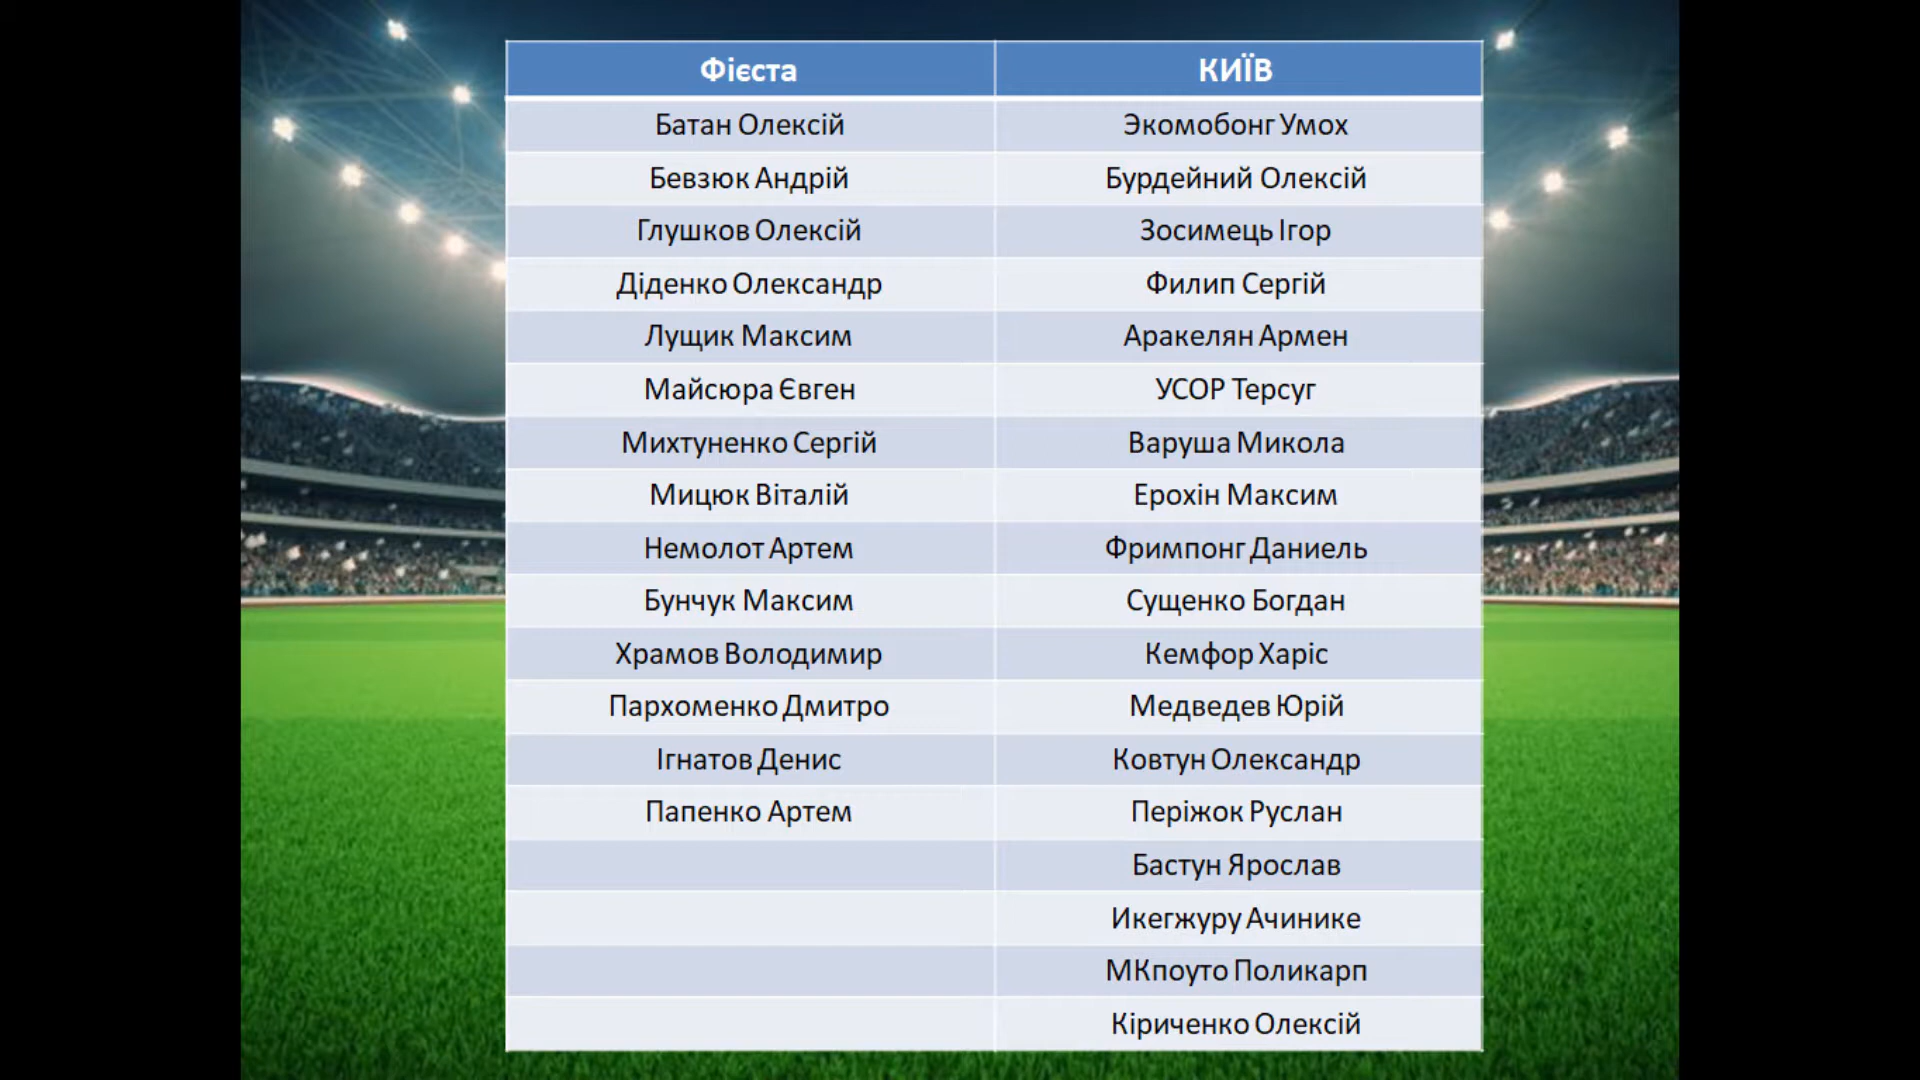 Фієста КИЇВ
Батан Олексій Экомобонг Умох
Бевзюк Андрій Бурдейний Олексій
Глушков Олексій Зосимець Ігор
Діденко Олександр Филип Сергій
Лущик Максим Аракелян Армен
Майсюра Євген УСОР Терсуг
Михтуненко Сергій Варуша Микола
Мицюк Віталій Ерохін Максим
Немолот Артем Фримпонг Даниель
Бунчук Максим Сущенко Богдан
Храмов Володимир Кемфор Харіс
Пархоменко Дмитро Медведев Юрій
Ігнатов Денис Ковтун Олександр
Папенко Артем Періжок Руслан
Бастун Ярослав
Икегжуру Ачинике
МКпоуто Поликарп
Кіриченко Олексій